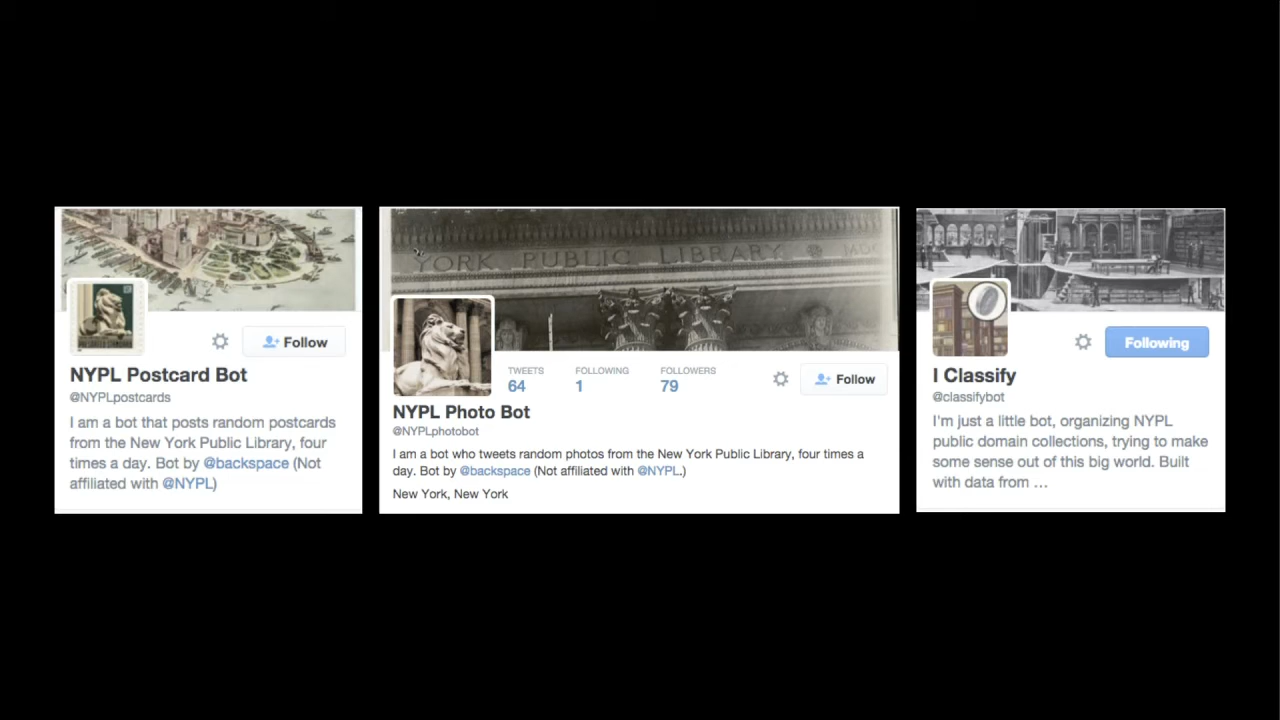 NYPL Postcard Bot
@NYPLpostcards
I am a bot that posts random postcards
from the New York Public Library, four
times a day. Bot by @backspace (Not
affiliated with @NYPL)
Follow
YORK PUBLIC LIBRARY
TWEETS
64
FOLLOWING
1
FOLLOWERS
79
Follow
NYPL Photo Bot
@NYPLphotobot
I am a bot who tweets random photos from the New York Public Library, four times a
day. Bot by @backspace (Not affiliated with @NYPL.)
New York, New York
Following
I Classify
@classifybot
I'm just a little bot, organizing NYPL
public domain collections, trying to make
some sense out of this big world. Built
with data from …